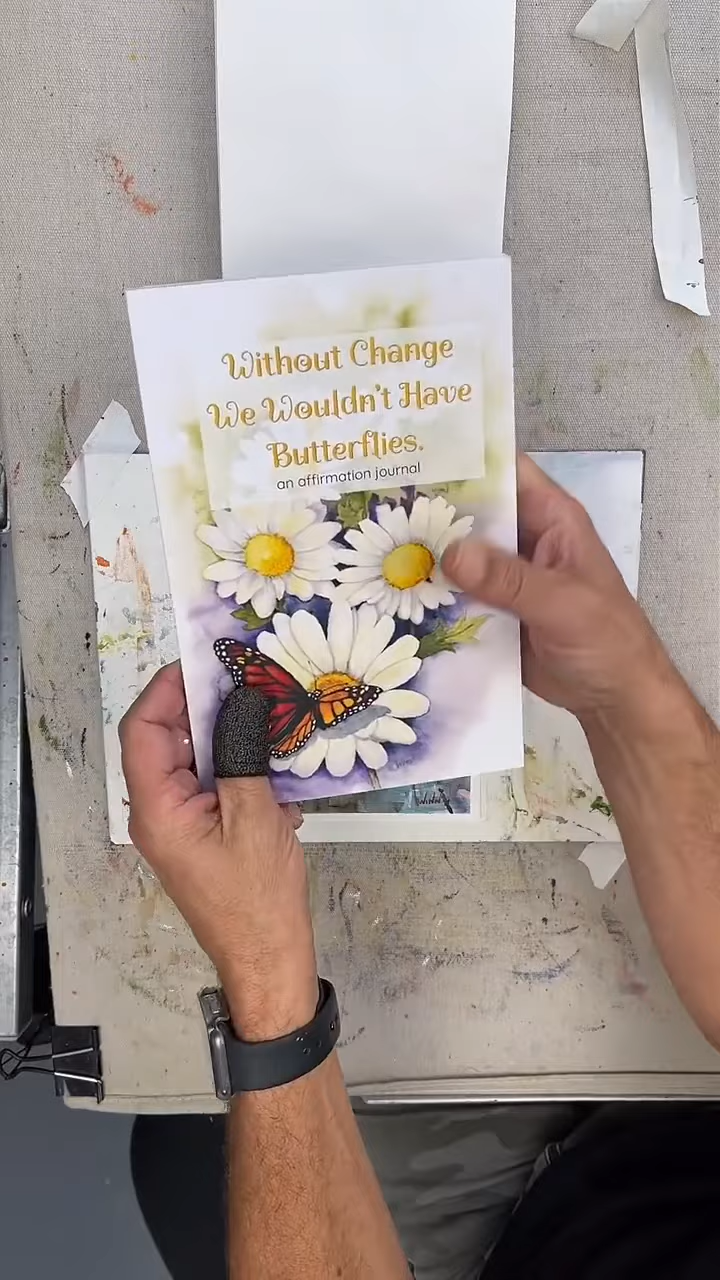 Without Change
We Wouldn't Have
Butterflies.
an affirmation journal